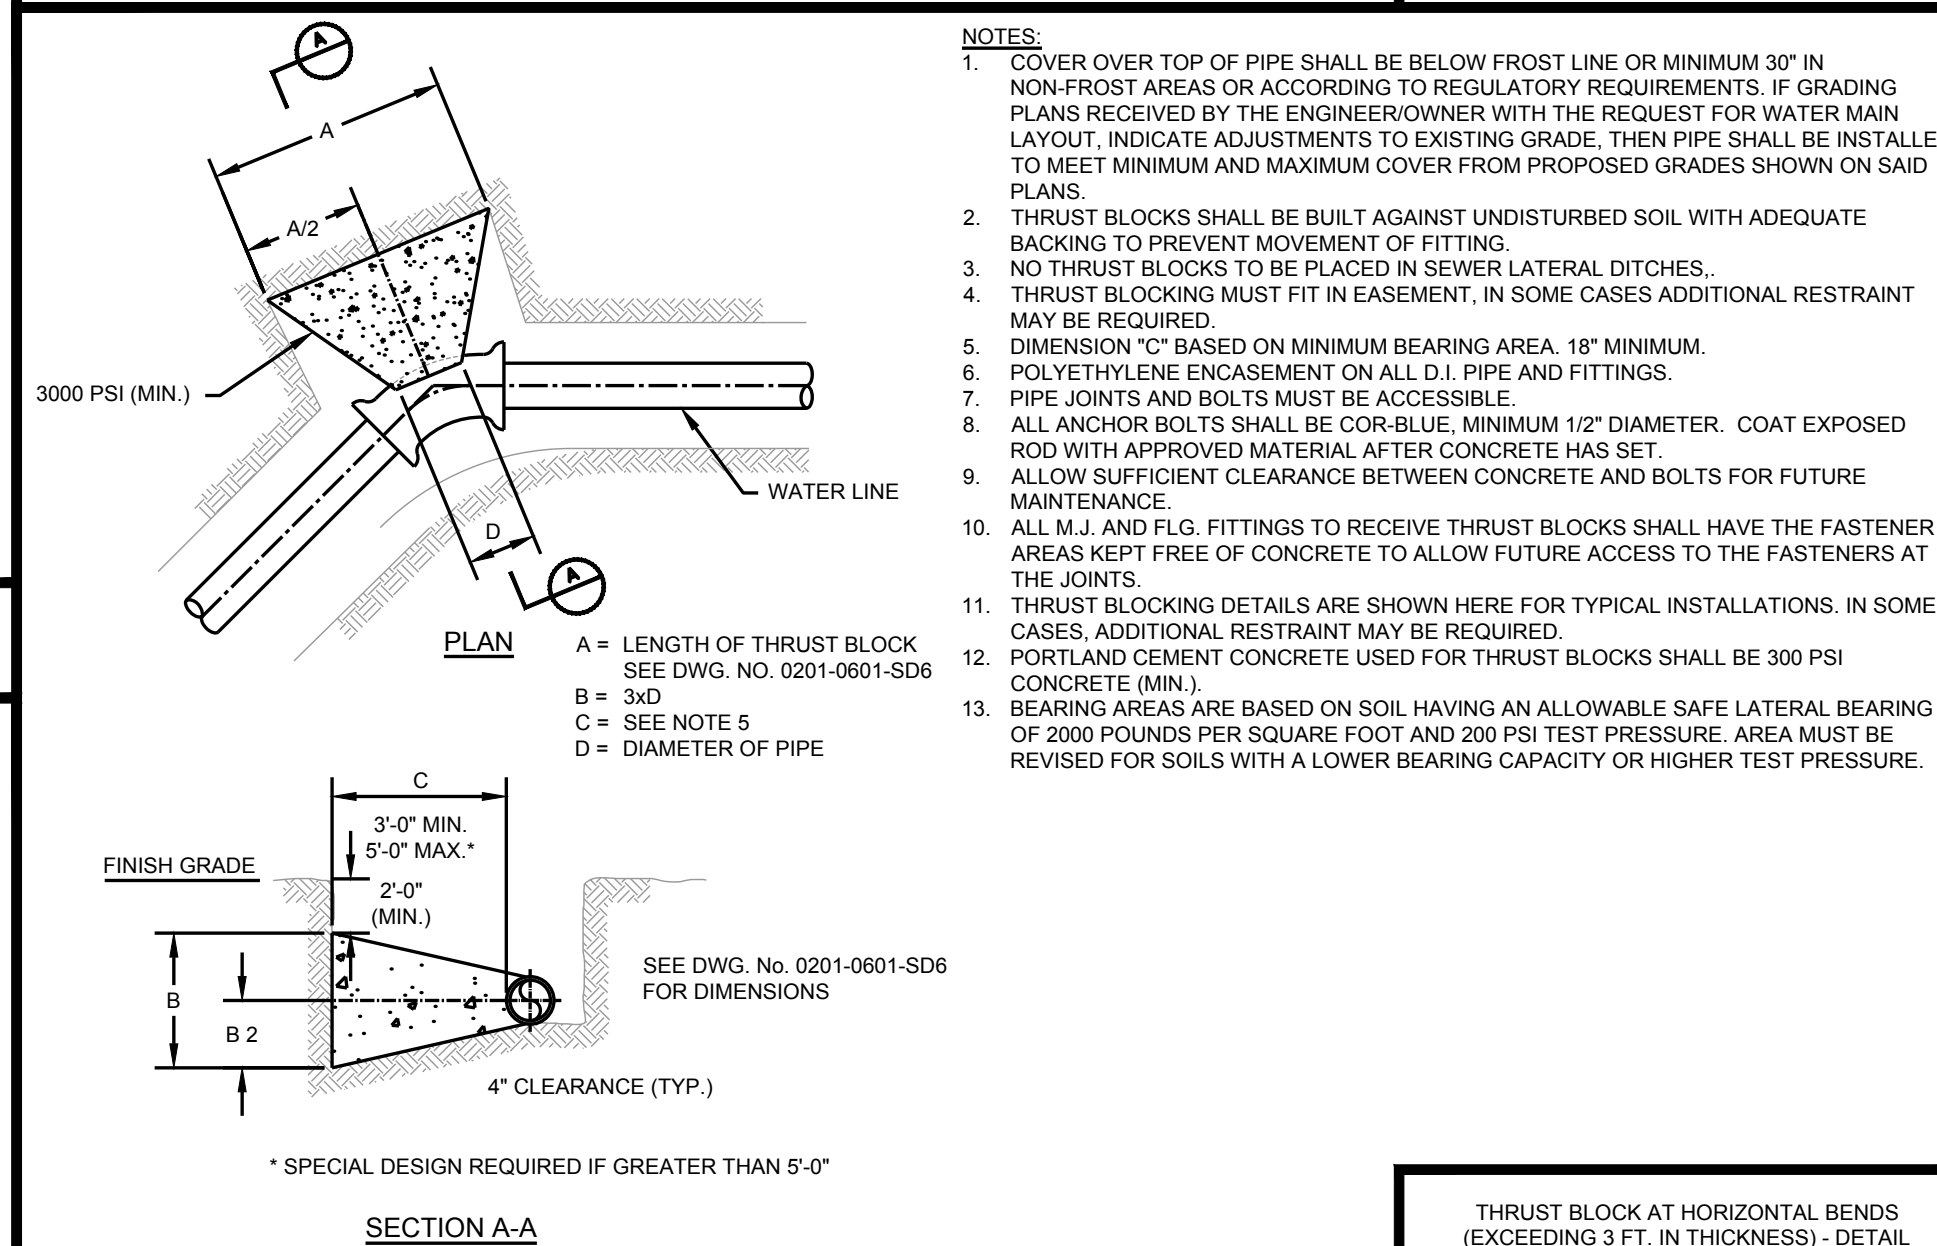 A
A
A/2
3000 PSI (MIN.)
WATER LINE
D
A
PLAN
A = LENGTH OF THRUST BLOCK
SEE DWG. NO. 0201-0601-SD6
B = 3xD
C = SEE NOTE 5
D = DIAMETER OF PIPE
C
3'-0" MIN.
5'-0" MAX.*
FINISH GRADE
2'-0"
(MIN.)
SEE DWG. No. 0201-0601-SD6
FOR DIMENSIONS
B
B 2
4" CLEARANCE (TYP.)
* SPECIAL DESIGN REQUIRED IF GREATER THAN 5'-0"
SECTION A-A
NOTES:
1. COVER OVER TOP OF PIPE SHALL BE BELOW FROST LINE OR MINIMUM 30" IN
NON-FROST AREAS OR ACCORDING TO REGULATORY REQUIREMENTS. IF GRADING
PLANS RECEIVED BY THE ENGINEER/OWNER WITH THE REQUEST FOR WATER MAIN
LAYOUT, INDICATE ADJUSTMENTS TO EXISTING GRADE, THEN PIPE SHALL BE INSTALLE
TO MEET MINIMUM AND MAXIMUM COVER FROM PROPOSED GRADES SHOWN ON SAID
PLANS.
2. THRUST BLOCKS SHALL BE BUILT AGAINST UNDISTURBED SOIL WITH ADEQUATE
BACKING TO PREVENT MOVEMENT OF FITTING.
3. NO THRUST BLOCKS TO BE PLACED IN SEWER LATERAL DITCHES,.
4. THRUST BLOCKING MUST FIT IN EASEMENT, IN SOME CASES ADDITIONAL RESTRAINT
MAY BE REQUIRED.
5. DIMENSION "C" BASED ON MINIMUM BEARING AREA. 18" MINIMUM.
6. POLYETHYLENE ENCASEMENT ON ALL D.I. PIPE AND FITTINGS.
7. PIPE JOINTS AND BOLTS MUST BE ACCESSIBLE.
8. ALL ANCHOR BOLTS SHALL BE COR-BLUE, MINIMUM 1/2" DIAMETER. COAT EXPOSED
ROD WITH APPROVED MATERIAL AFTER CONCRETE HAS SET.
9. ALLOW SUFFICIENT CLEARANCE BETWEEN CONCRETE AND BOLTS FOR FUTURE
MAINTENANCE.
10. ALL M.J. AND FLG. FITTINGS TO RECEIVE THRUST BLOCKS SHALL HAVE THE FASTENER
AREAS KEPT FREE OF CONCRETE TO ALLOW FUTURE ACCESS TO THE FASTENERS AT
THE JOINTS.
11. THRUST BLOCKING DETAILS ARE SHOWN HERE FOR TYPICAL INSTALLATIONS. IN SOME
CASES, ADDITIONAL RESTRAINT MAY BE REQUIRED.
12. PORTLAND CEMENT CONCRETE USED FOR THRUST BLOCKS SHALL BE 300 PSI
CONCRETE (MIN.).
13. BEARING AREAS ARE BASED ON SOIL HAVING AN ALLOWABLE SAFE LATERAL BEARING
OF 2000 POUNDS PER SQUARE FOOT AND 200 PSI TEST PRESSURE. AREA MUST BE
REVISED FOR SOILS WITH A LOWER BEARING CAPACITY OR HIGHER TEST PRESSURE.
THRUST BLOCK AT HORIZONTAL BENDS
(EXCEEDING 3 FT. IN THICKNESS) - DETAIL